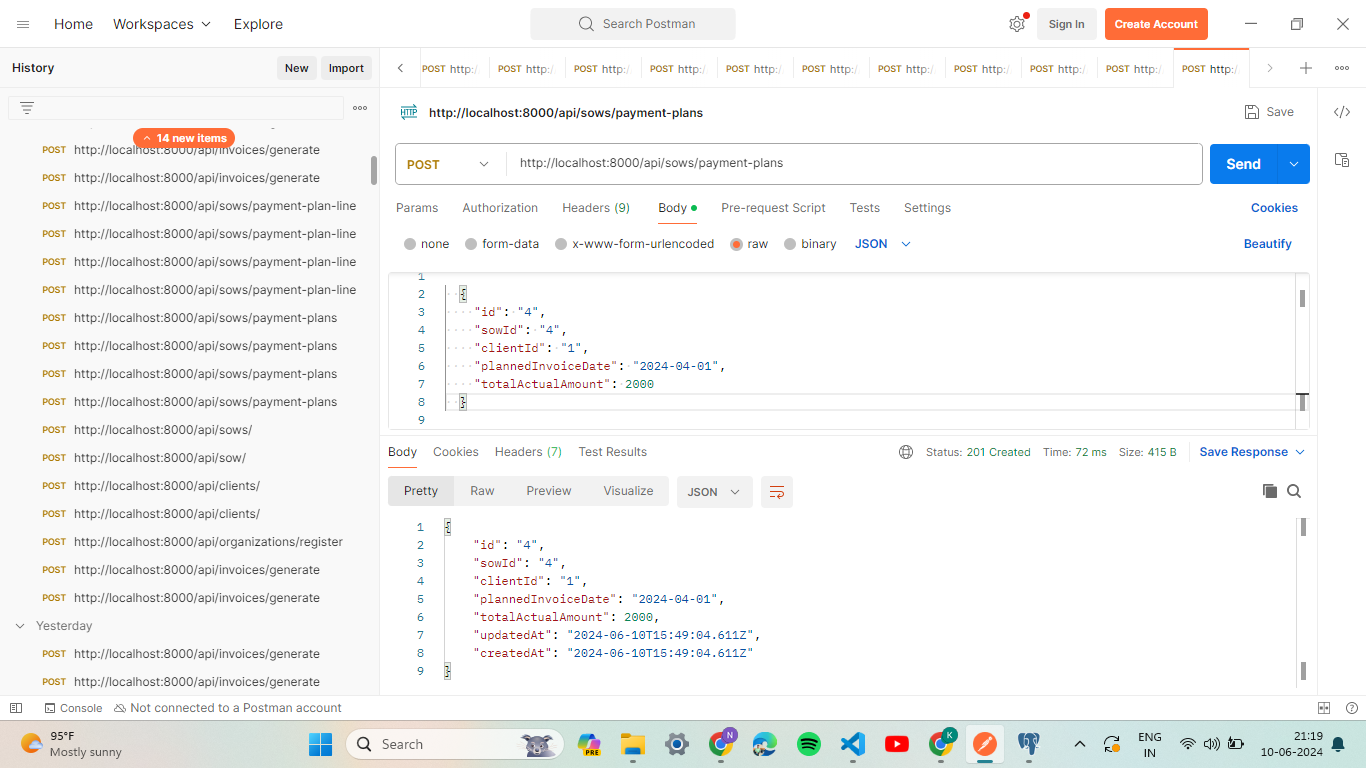 Home Workspaces Explore Search Postman Sign In Create Account
History New Import
POST http:/ POST http:/ POST http:/ POST http:/ POST http:/ POST http:/ POST http:/ POST http:/ POST http:/ POST http:/ POST http:/
14 new items
POST http://localhost:8000/api/invoices/generate
POST http://localhost:8000/api/invoices/generate
POST http://localhost:8000/api/sows/payment-plan-line
POST http://localhost:8000/api/sows/payment-plan-line
POST http://localhost:8000/api/sows/payment-plan-line
POST http://localhost:8000/api/sows/payment-plan-line
POST http://localhost:8000/api/sows/payment-plans
POST http://localhost:8000/api/sows/payment-plans
POST http://localhost:8000/api/sows/payment-plans
POST http://localhost:8000/api/sows/payment-plans
POST http://localhost:8000/api/sows/
POST http://localhost:8000/api/sow/
POST http://localhost:8000/api/clients/
POST http://localhost:8000/api/clients/
POST http://localhost:8000/api/organizations/register
POST http://localhost:8000/api/invoices/generate
POST http://localhost:8000/api/invoices/generate
Yesterday
POST http://localhost:8000/api/invoices/generate
POST http://localhost:8000/api/invoices/generate
HTTP http://localhost:8000/api/sows/payment-plans Save
POST http://localhost:8000/api/sows/payment-plans Send
Params Authorization Headers (9) Body Pre-request Script Tests Settings Cookies
none form-data x-www-form-urlencoded raw binary JSON Beautify
1
2 {
3 "id": "4",
4 "sowId": "4",
5 "clientId": "1",
6 "plannedInvoiceDate": "2024-04-01",
7 "totalActualAmount": 2000
8 }
9
Body Cookies Headers (7) Test Results Status: 201 Created Time: 72 ms Size: 415 B Save Response
Pretty Raw Preview Visualize JSON
1 {
2 "id": "4",
3 "sowId": "4",
4 "clientId": "1",
5 "plannedInvoiceDate": "2024-04-01",
6 "totalActualAmount": 2000,
7 "updatedAt": "2024-06-10T15:49:04.611Z",
8 "createdAt": "2024-06-10T15:49:04.611Z"
9 }
Console Not connected to a Postman account
95°F
Mostly sunny
Search
PRE
N
K
ENG
IN
21:19
10-06-2024